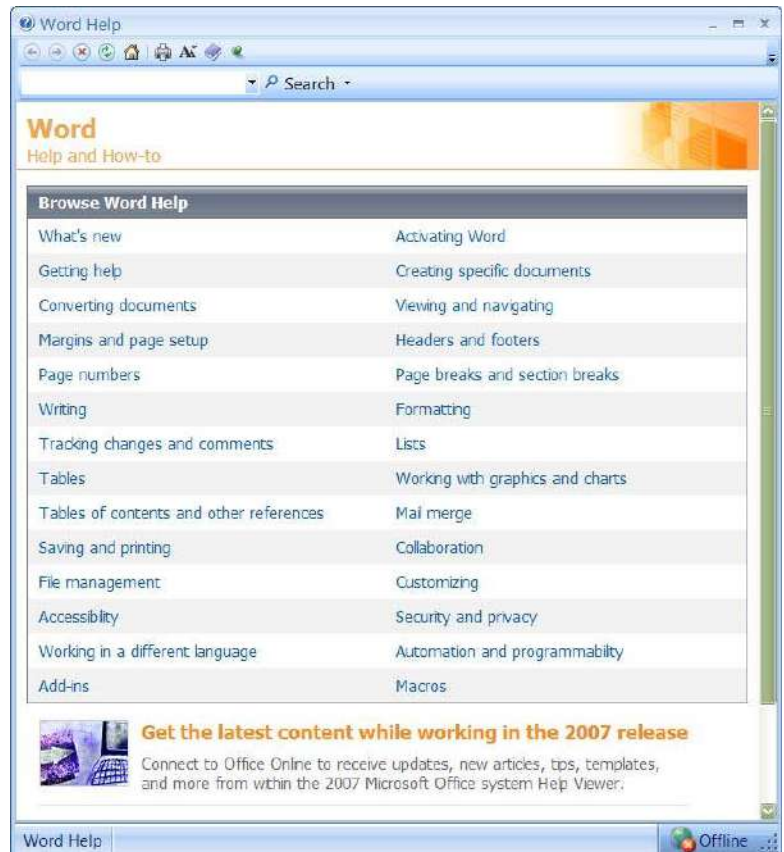 Word Help
Search
Word
Help and How-to
Browse Word Help
What's new Activating Word
Getting help Creating specific documents
Converting documents Viewing and navigating
Margins and page setup Headers and footers
Page numbers Page breaks and section breaks
Writing Formatting
Tracking changes and comments Lists
Tables Working with graphics and charts
Tables of contents and other references Mail merge
Saving and printing Collaboration
File management Customizing
Accessiblity Security and privacy
Working in a different language Automation and programmabilty
Add-ins Macros
Get the latest content while working in the 2007 release
Connect to Office Online to receive updates, new articles, tips, templates,
and more from within the 2007 Microsoft Office system Help Viewer.
Word Help Offline